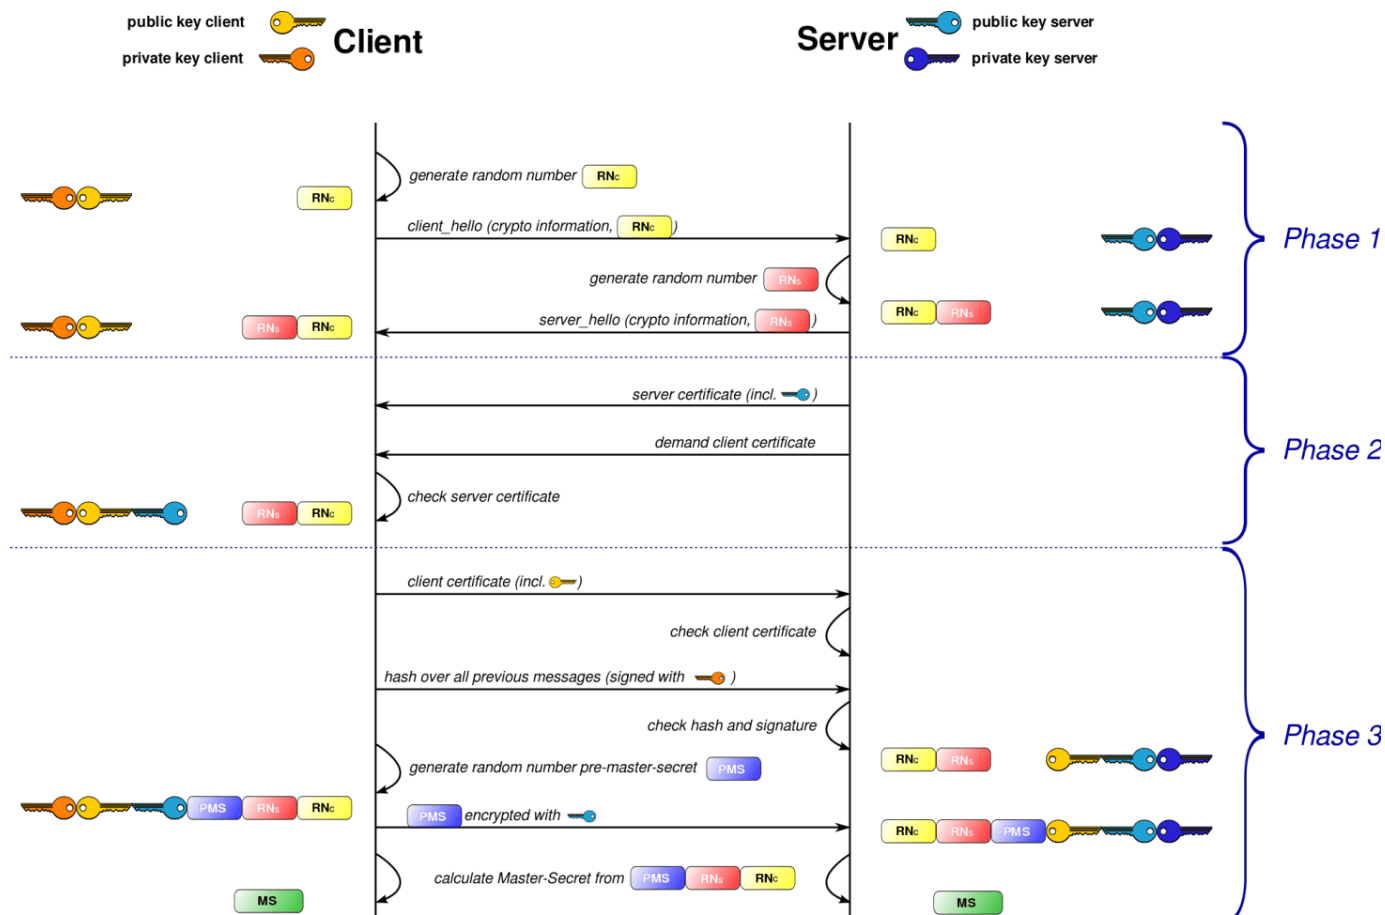 public key client
private key client
Client
Server
public key server
private key server
generate random number RNc
RNc
client_hello (crypto information, RNc)
RNc
generate random number RNs
RNc RNs
server_hello (crypto information, RNs)
RNs RNc
Phase 1
server certificate (incl. )
demand client certificate
Phase 2
check server certificate
RNs RNc
client certificate (incl. )
check client certificate
hash over all previous messages (signed with )
check hash and signature
Phase 3
RNc RNs
generate random number pre-master-secret PMS
PMS RNs RNc
PMS encrypted with
RNc RNs PMS
calculate Master-Secret from PMS RNs RNc
MS
MS